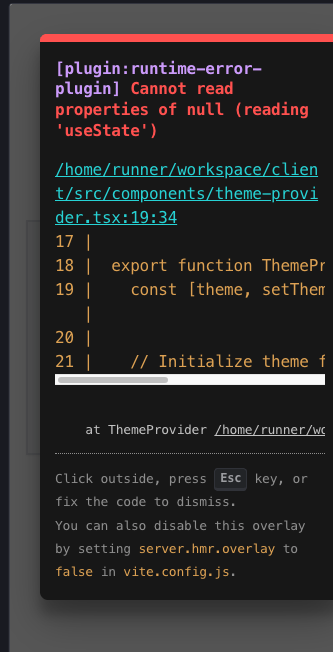 [plugin:runtime-error-
plugin] Cannot read
properties of null (reading
'useState')
/home/runner/workspace/clien
t/src/components/theme-provi
der.tsx:19:34
17 |
18 |  export function ThemePr
19 |    const [theme, setThem
|
20 |
21 |    // Initialize theme f
at ThemeProvider /home/runner/wo
Click outside, press Esc key, or
fix the code to dismiss.
You can also disable this overlay
by setting server.hmr.overlay to
false in vite.config.js.